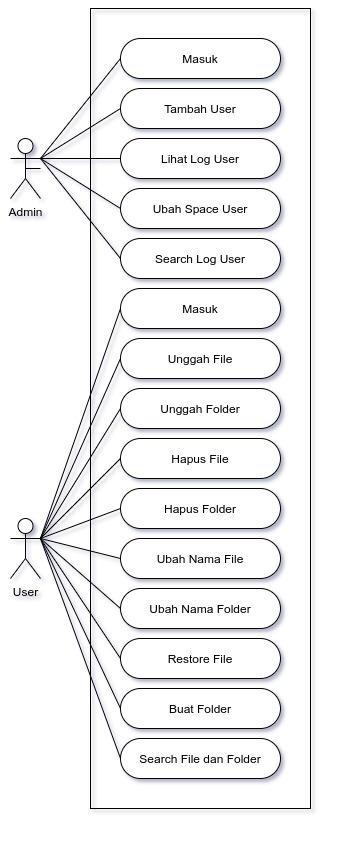 Masuk
Tambah User
Lihat Log User
Admin
Ubah Space User
Search Log User
Masuk
Unggah File
Unggah Folder
Hapus File
Hapus Folder
Ubah Nama File
User
Ubah Nama Folder
Restore File
Buat Folder
Search File dan Folder